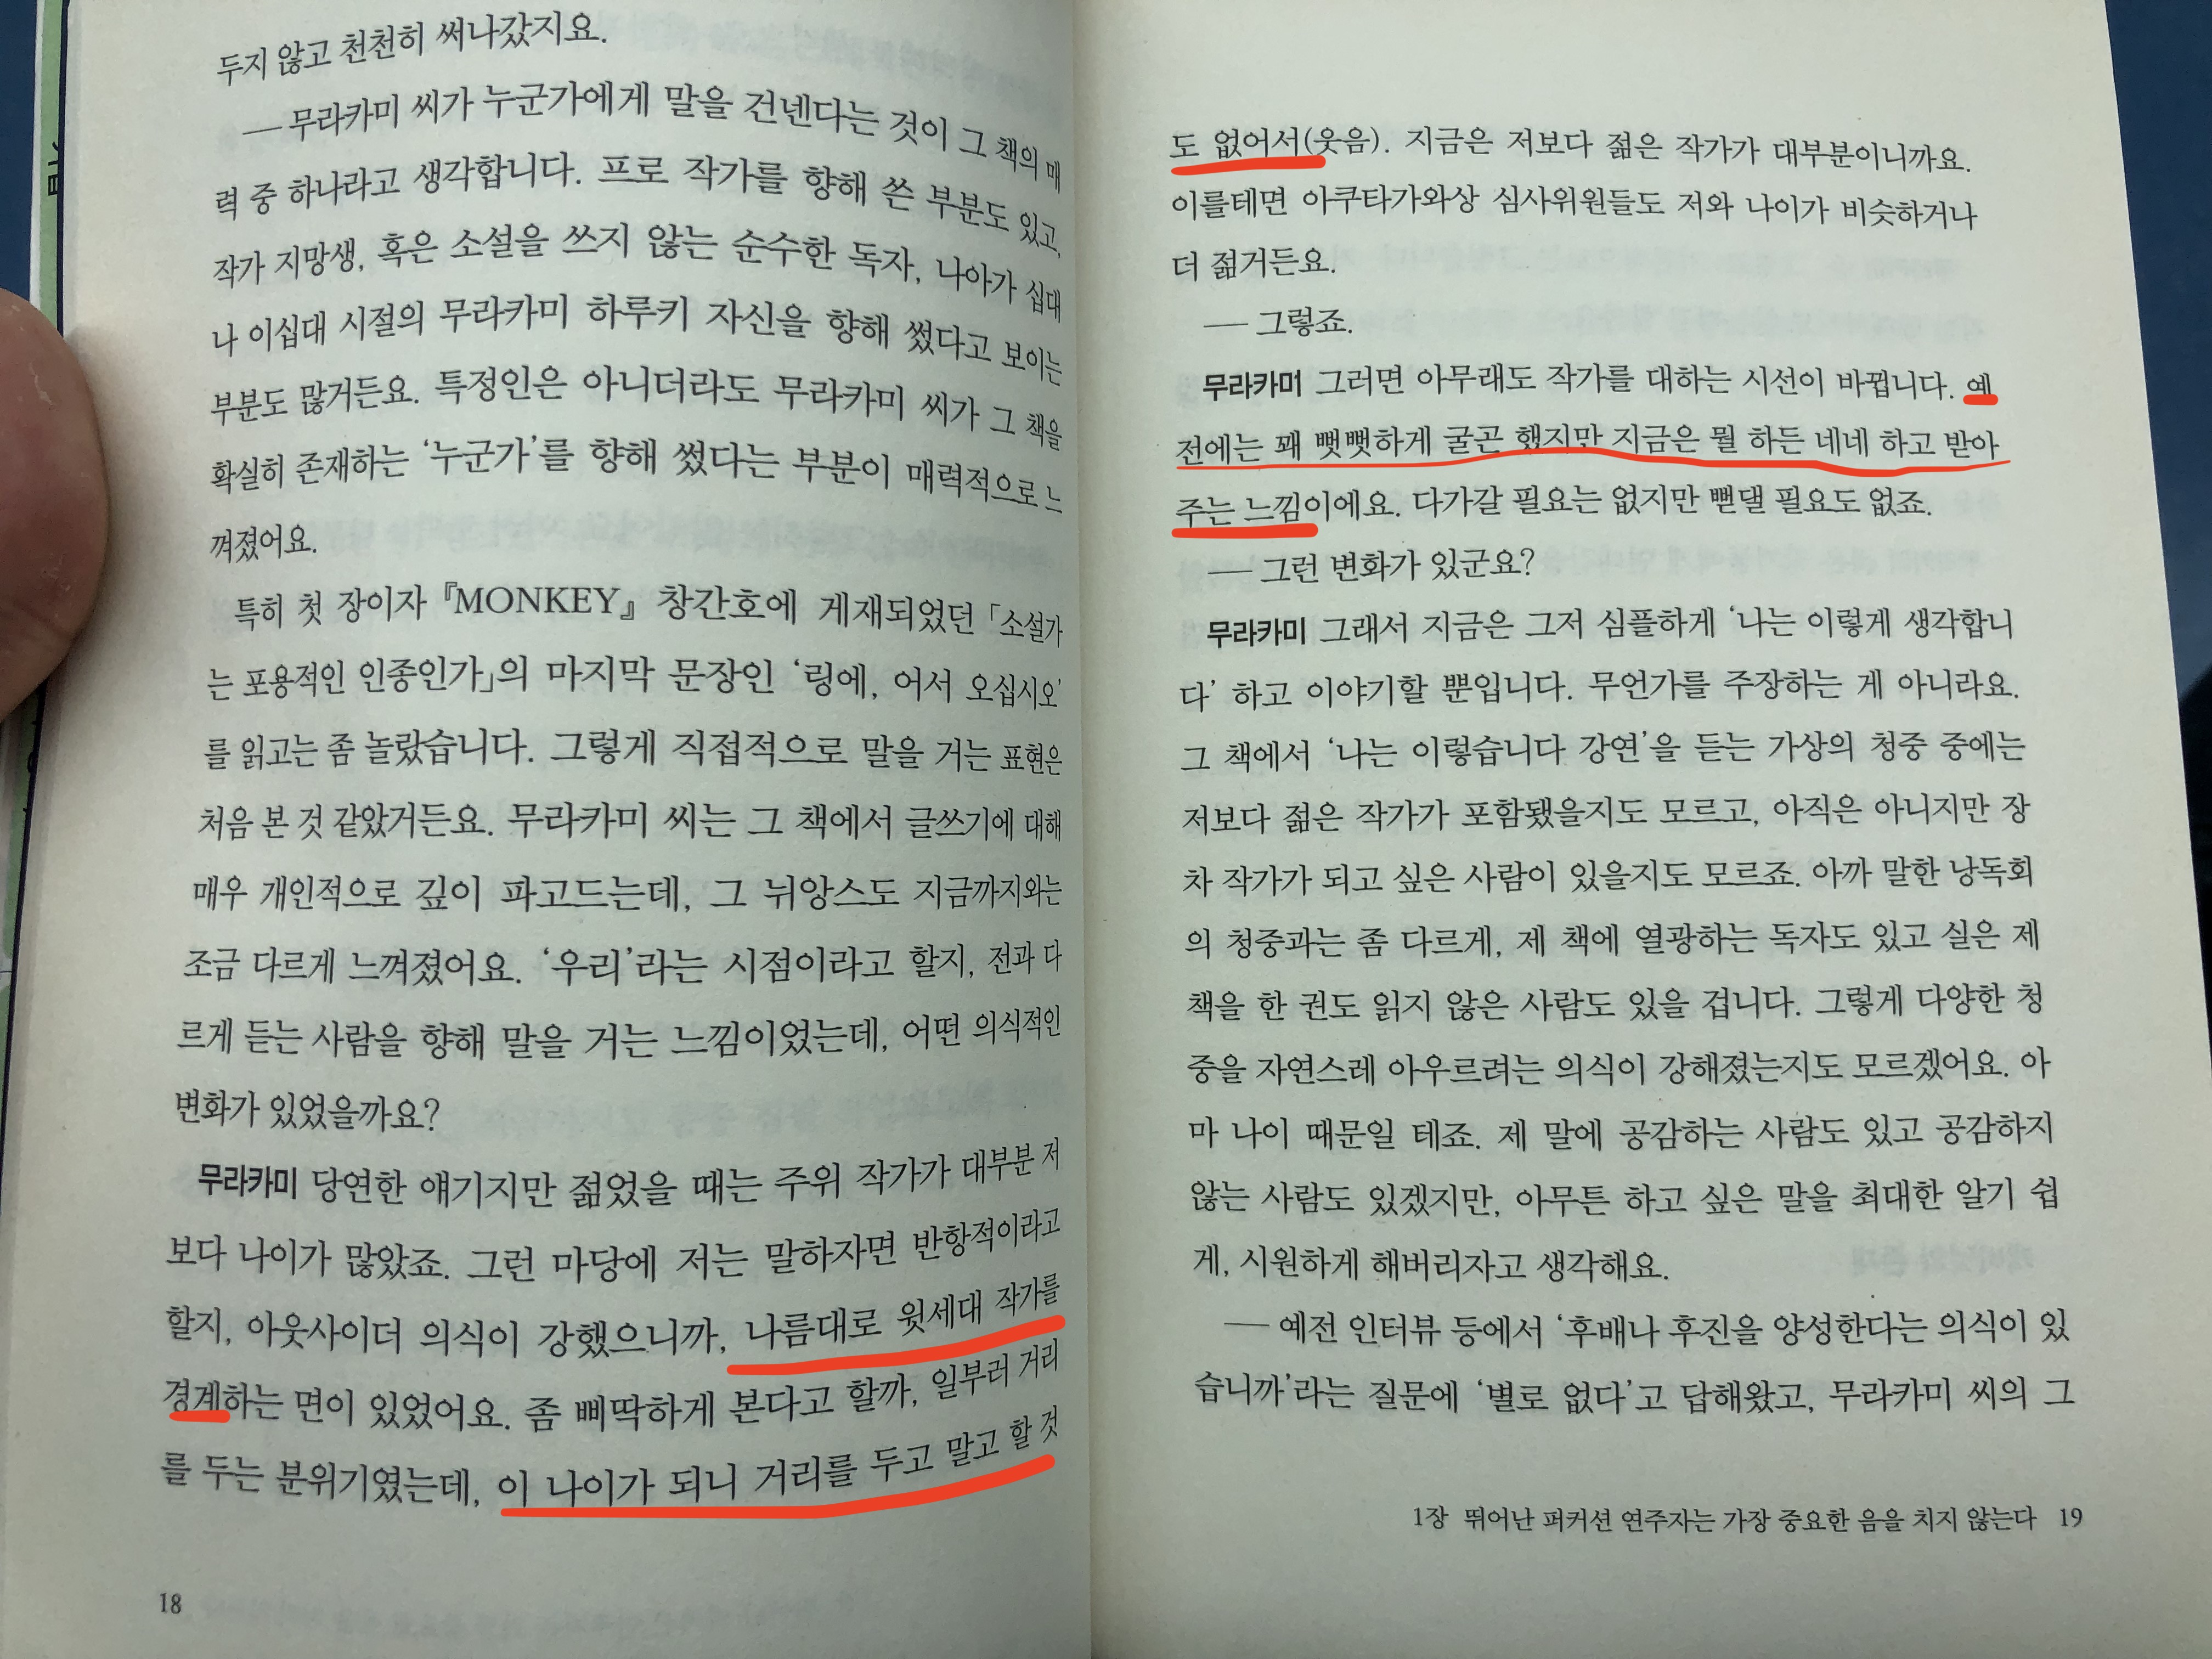 두지 않고 천천히 써나갔지요.
― 무라카미 씨가 누군가에게 말을 건넨다는 것이 그 책의 매
력 중 하나라고 생각합니다. 프로 작가를 향해 쓴 부분도 있고,
작가 지망생, 혹은 소설을 쓰지 않는 순수한 독자, 나아가 십대
나 이십대 시절의 무라카미 하루키 자신을 향해 썼다고 보이는
부분도 많거든요. 특정인은 아니더라도 무라카미 씨가 그 책을
확실히 존재하는 ‘누군가’를 향해 썼다는 부분이 매력적으로 느
껴졌어요.
특히 첫 장이자 『MONKEY』 창간호에 게재되었던 「소설가
는 포용적인 인종인가」의 마지막 문장인 ‘링에, 어서 오십시오’
를 읽고는 좀 놀랐습니다. 그렇게 직접적으로 말을 거는 표현은
처음 본 것 같았거든요. 무라카미 씨는 그 책에서 글쓰기에 대해
매우 개인적으로 깊이 파고드는데, 그 뉘앙스도 지금까지와는
조금 다르게 느껴졌어요. ‘우리’라는 시점이라고 할지, 전과 다
르게 듣는 사람을 향해 말을 거는 느낌이었는데, 어떤 의식적인
변화가 있었을까요?
무라카미 당연한 얘기지만 젊었을 때는 주위 작가가 대부분 저
보다 나이가 많았죠. 그런 마당에 저는 말하자면 반항적이라고
할지, 아웃사이더 의식이 강했으니까, 나름대로 윗세대 작가를
경계하는 면이 있었어요. 좀 삐딱하게 본다고 할까, 일부러 거리
를 두는 분위기였는데, 이 나이가 되니 거리를 두고 말고 할 것
18
도 없어서(웃음). 지금은 저보다 젊은 작가가 대부분이니까요.
이를테면 아쿠타가와상 심사위원들도 저와 나이가 비슷하거나
더 젊거든요.
― 그렇죠.
무라카미 그러면 아무래도 작가를 대하는 시선이 바뀝니다. 예
전에는 꽤 뻣뻣하게 굴곤 했지만 지금은 뭘 하든 네네 하고 받아
주는 느낌이에요. 다가갈 필요는 없지만 뻗댈 필요도 없죠.
― 그런 변화가 있군요?
무라카미 그래서 지금은 그저 심플하게 ‘나는 이렇게 생각합니
다’ 하고 이야기할 뿐입니다. 무언가를 주장하는 게 아니라요.
그 책에서 ‘나는 이렇습니다 강연’을 듣는 가상의 청중 중에는
저보다 젊은 작가가 포함됐을지도 모르고, 아직은 아니지만 장
차 작가가 되고 싶은 사람이 있을지도 모르죠. 아까 말한 낭독회
의 청중과는 좀 다르게, 제 책에 열광하는 독자도 있고 실은 제
책을 한 권도 읽지 않은 사람도 있을 겁니다. 그렇게 다양한 청
중을 자연스레 아우르려는 의식이 강해졌는지도 모르겠어요. 아
마 나이 때문일 테죠. 제 말에 공감하는 사람도 있고 공감하지
않는 사람도 있겠지만, 아무튼 하고 싶은 말을 최대한 알기 쉽
게, 시원하게 해버리자고 생각해요.
― 예전 인터뷰 등에서 ‘후배나 후진을 양성한다는 의식이 있
습니까’라는 질문에 ‘별로 없다’고 답해왔고, 무라카미 씨의 그
1장 뛰어난 퍼커션 연주자는 가장 중요한 음을 치지 않는다 19